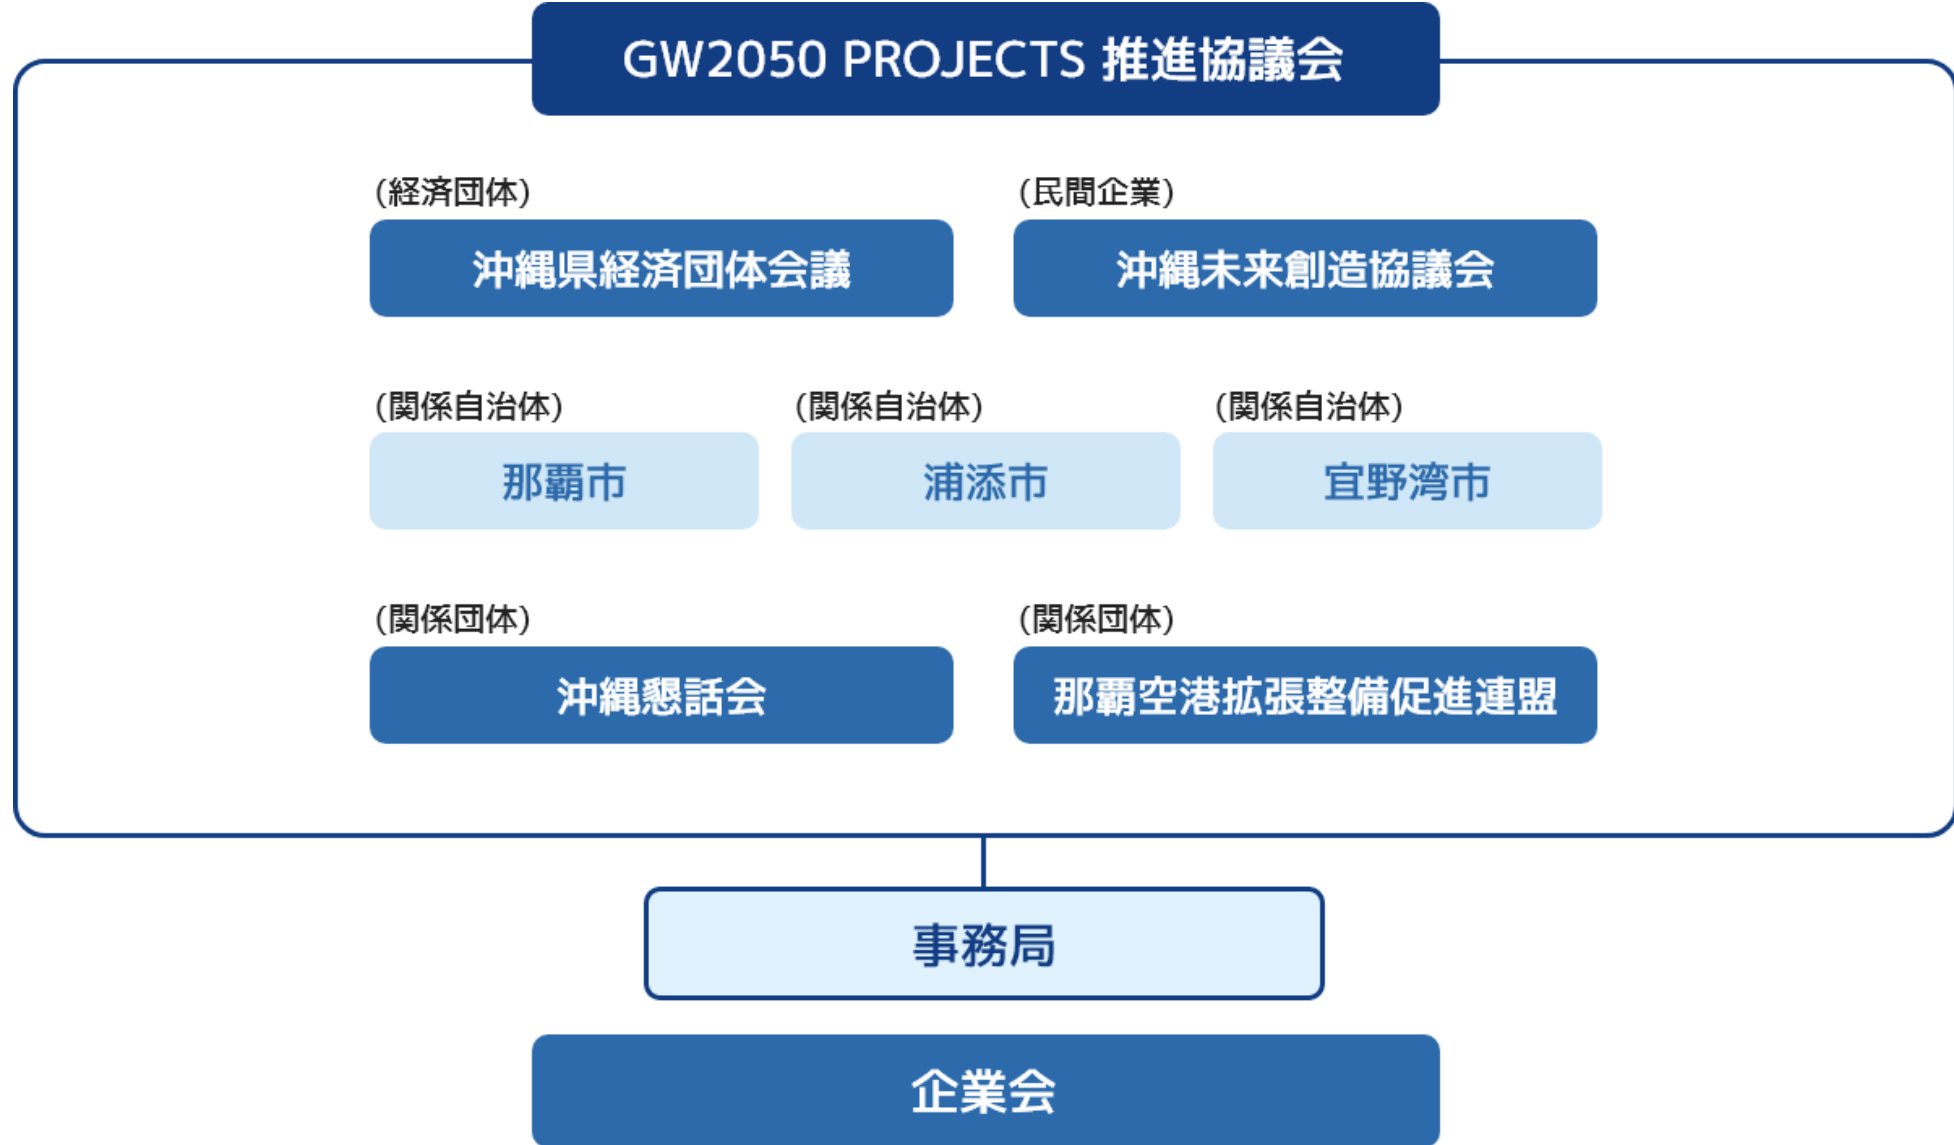 GW2050 PROJECTS 推進協議会
(経済団体)
沖縄県経済団体会議
(民間企業)
沖縄未来創造協議会
(関係自治体)
那覇市
(関係自治体)
浦添市
(関係自治体)
宜野湾市
(関係団体)
沖縄懇話会
(関係団体)
那覇空港拡張整備促進連盟
事務局
企業会